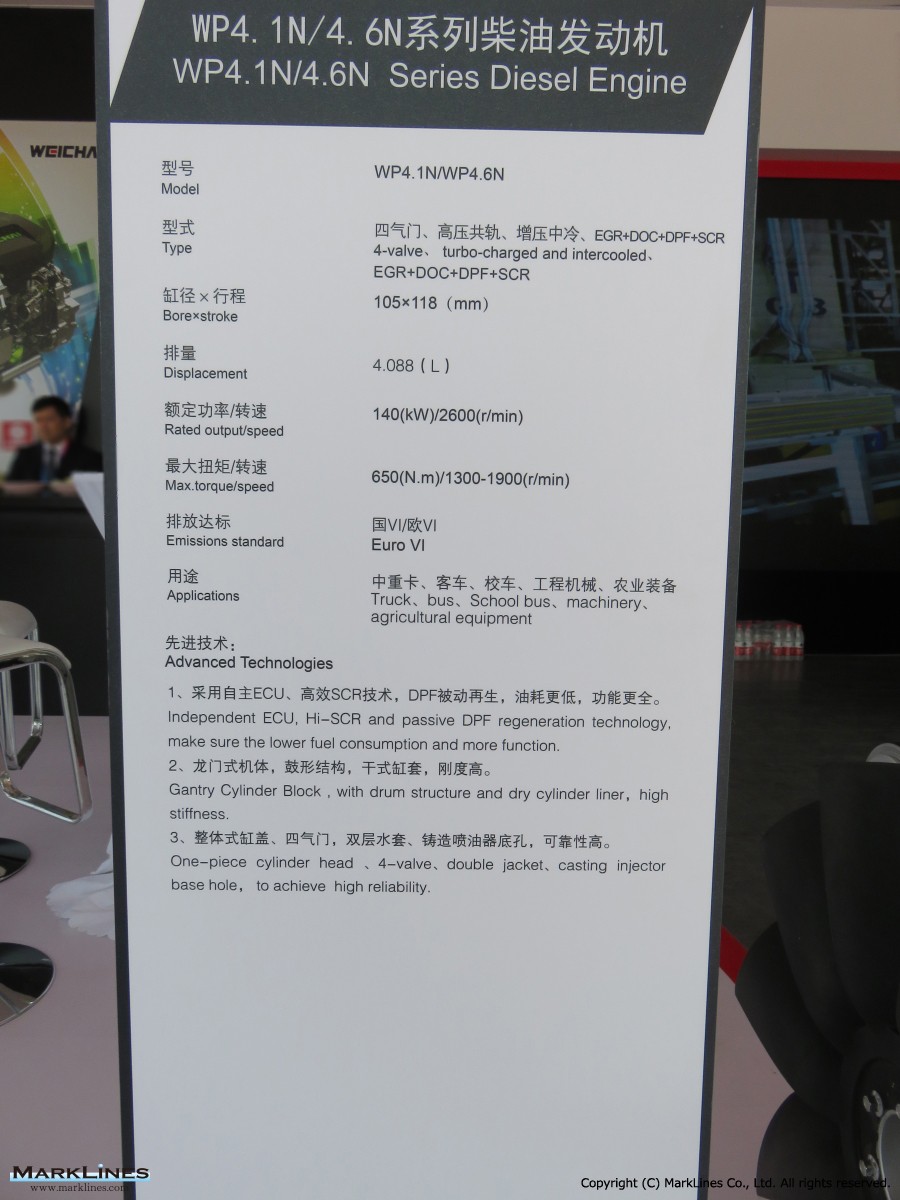 WP4.1N/4.6N系列柴油发动机
WP4.1N/4.6N Series Diesel Engine
WEICHA
型号
Model
WP4.1N/WP4.6N
型式
Type
四气门、高压共轨、增压中冷、EGR+DOC+DPF+SCR
4-valve、 turbo-charged and intercooled、
EGR+DOC+DPF+SCR
缸径×行程
Bore×stroke
105×118（mm）
排量
Displacement
4.088（L）
额定功率/转速
Rated output/speed
140(kW)/2600(r/min)
最大扭矩/转速
Max.torque/speed
650(N.m)/1300-1900(r/min)
排放达标
Emissions standard
国VI/欧VI
Euro VI
用途
Applications
中重卡、客车、校车、工程机械、农业装备
Truck、bus、School bus、machinery、
agricultural equipment
先进技术：
Advanced Technologies
1、采用自主ECU、高效SCR技术，DPF被动再生，油耗更低，功能更全。
Independent ECU, Hi-SCR and passive DPF regeneration technology,
make sure the lower fuel consumption and more function.
2、龙门式机体，鼓形结构，干式缸套，刚度高。
Gantry Cylinder Block , with drum structure and dry cylinder liner, high
stiffness.
3、整体式缸盖、四气门，双层水套、铸造喷油器底孔，可靠性高。
One-piece cylinder head 、4-valve、double jacket、casting injector
base hole， to achieve high reliability.
MARKLINES
www.marklines.com
Copyright (C) MarkLines Co., Ltd. All rights reserved.